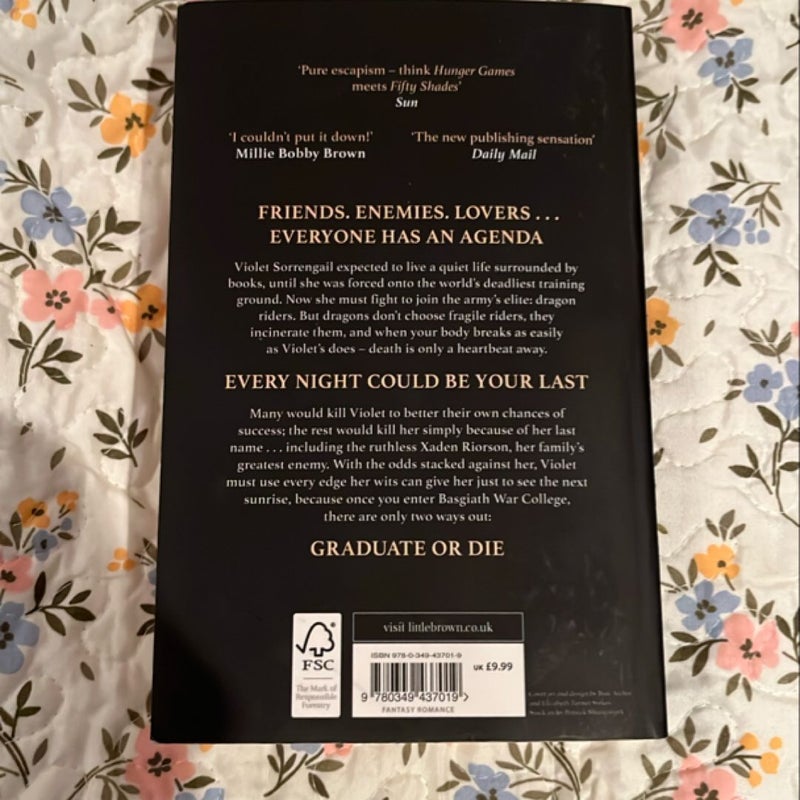 ‘Pure escapism – think Hunger Games
meets Fifty Shades’
Sun
‘I couldn’t put it down!’
Millie Bobby Brown
‘The new publishing sensation’
Daily Mail
FRIENDS. ENEMIES. LOVERS . . .
EVERYONE HAS AN AGENDA
Violet Sorrengail expected to live a quiet life surrounded by
books, until she was forced onto the world’s deadliest training
ground. Now she must fight to join the army’s elite: dragon
riders. But dragons don’t choose fragile riders, they
incinerate them, and when your body breaks as easily
as Violet’s does – death is only a heartbeat away.
EVERY NIGHT COULD BE YOUR LAST
Many would kill Violet to better their own chances of
success; the rest would kill her simply because of her last
name . . . including the ruthless Xaden Riorson, her family’s
greatest enemy. With the odds stacked against her, Violet
must use every edge her wits can give her just to see the next
sunrise, because once you enter Basgiath War College,
there are only two ways out:
GRADUATE OR DIE
FSC
The Mark of
Responsible
Forestry
visit littlebrown.co.uk
ISBN 978-0-349-43701-9
9 780349 437019 >
UK £9.99
FANTASY ROMANCE
Cover art and design by
and Elizabeth Turner Stokes